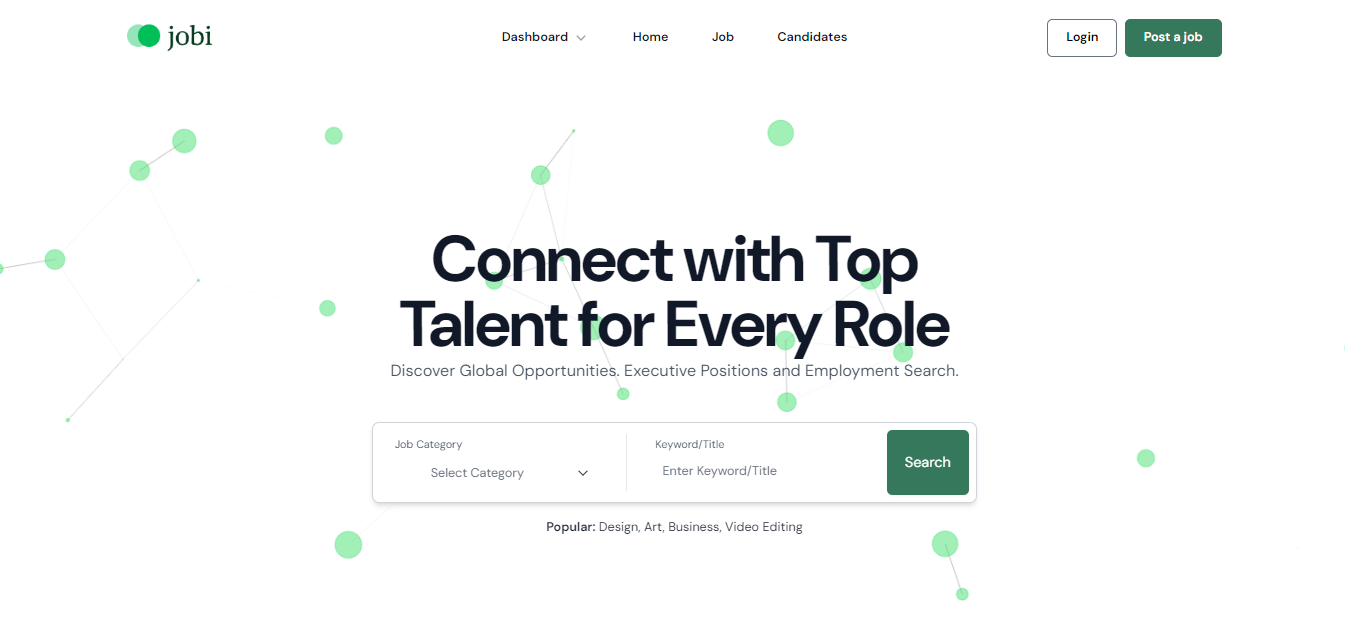 jobi
Dashboard
Home
Job
Candidates
Login
Post a job
Connect with Top
Talent for Every Role
Discover Global Opportunities. Executive Positions and Employment Search.
Job Category
Select Category
Keyword/Title
Enter Keyword/Title
Search
Popular: Design, Art, Business, Video Editing